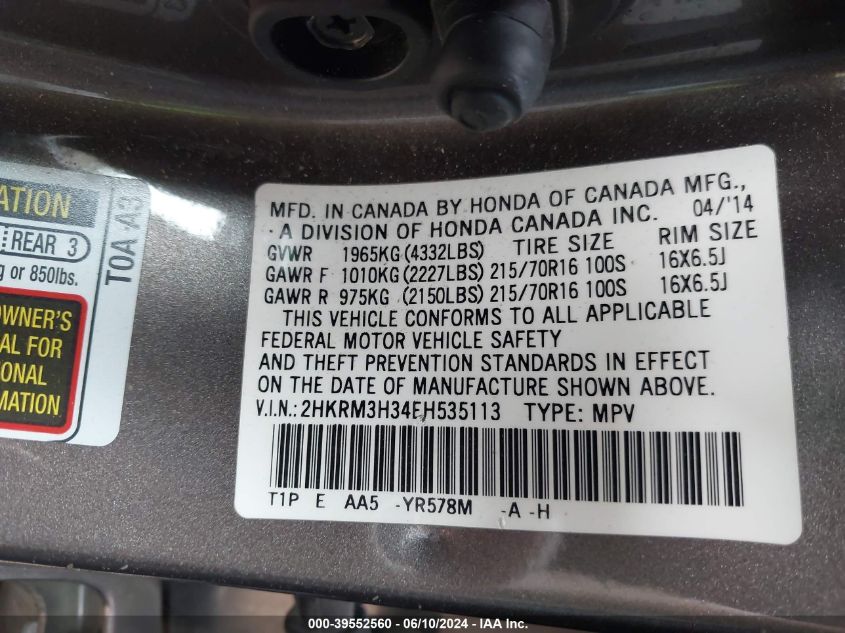 ATION
REAR 3
g or 850lbs.
OWNER'S
AL FOR
ONAL
MATION
T0A A3
MFD. IN CANADA BY HONDA OF CANADA MFG.,
- A DIVISION OF HONDA CANADA INC. 04/'14
GVWR 1965KG (4332LBS) TIRE SIZE RIM SIZE
GAWR F 1010KG (2227LBS) 215/70R16 100S 16X6.5J
GAWR R 975KG (2150LBS) 215/70R16 100S 16X6.5J
THIS VEHICLE CONFORMS TO ALL APPLICABLE
FEDERAL MOTOR VEHICLE SAFETY
AND THEFT PREVENTION STANDARDS IN EFFECT
ON THE DATE OF MANUFACTURE SHOWN ABOVE.
V.I.N.: 2HKRM3H34EH535113 TYPE: MPV
T1P E AA5 -YR578M -A -H
000-39552560 - 06/10/2024 - IAA Inc.